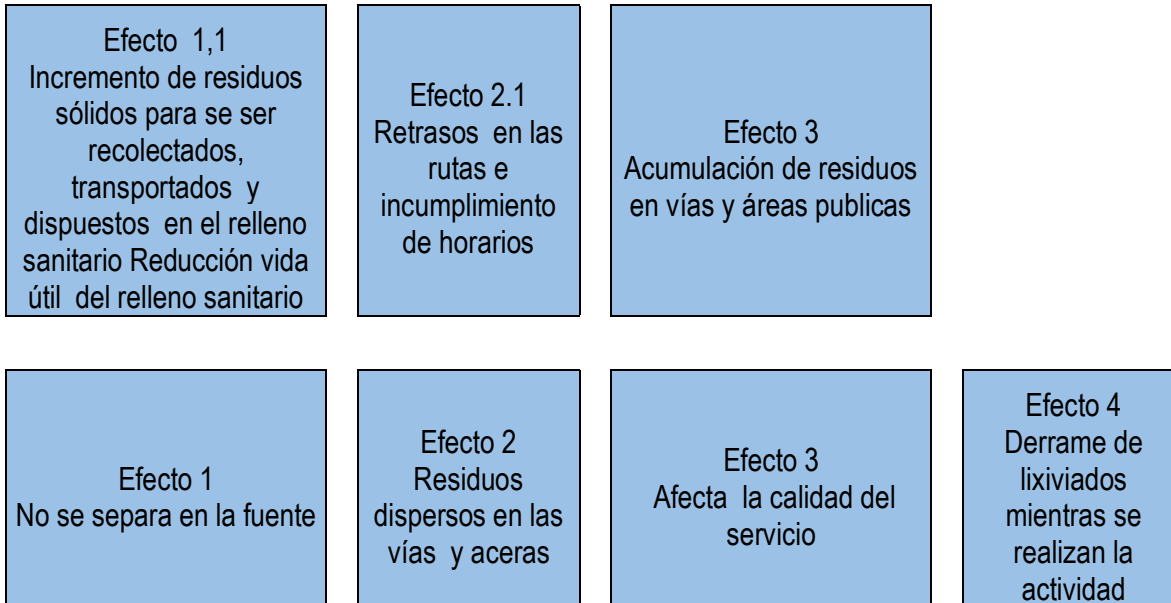 Efecto 1,1
Incremento de residuos
sólidos para se ser
recolectados,
transportados y
dispuestos en el relleno
sanitario Reducción vida
útil del relleno sanitario
Efecto 2.1
Retrasos en las
rutas e
incumplimiento
de horarios
Efecto 3
Acumulación de residuos
en vías y áreas publicas
Efecto 1
No se separa en la fuente
Efecto 2
Residuos
dispersos en las
vías y aceras
Efecto 3
Afecta la calidad del
servicio
Efecto 4
Derrame de
lixiviados
mientras se
realizan la
actividad